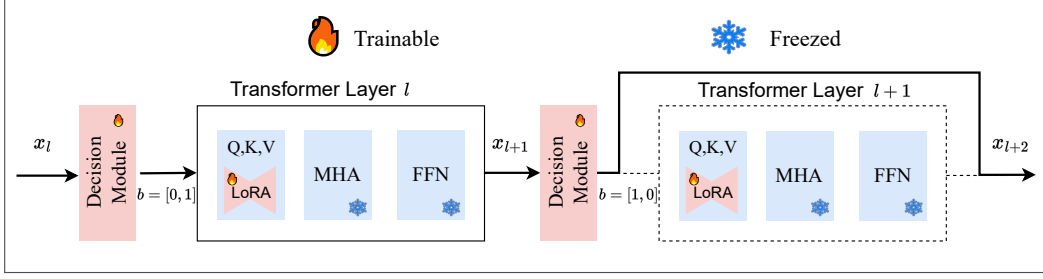 Trainable
Freezed
Transformer Layer l
Transformer Layer l + 1
x_l
Decision Module
b = [0, 1]
Q,K,V
LoRA
MHA
FFN
x_{l+1}
Decision Module
b = [1, 0]
Q,K,V
LoRA
MHA
FFN
x_{l+2}